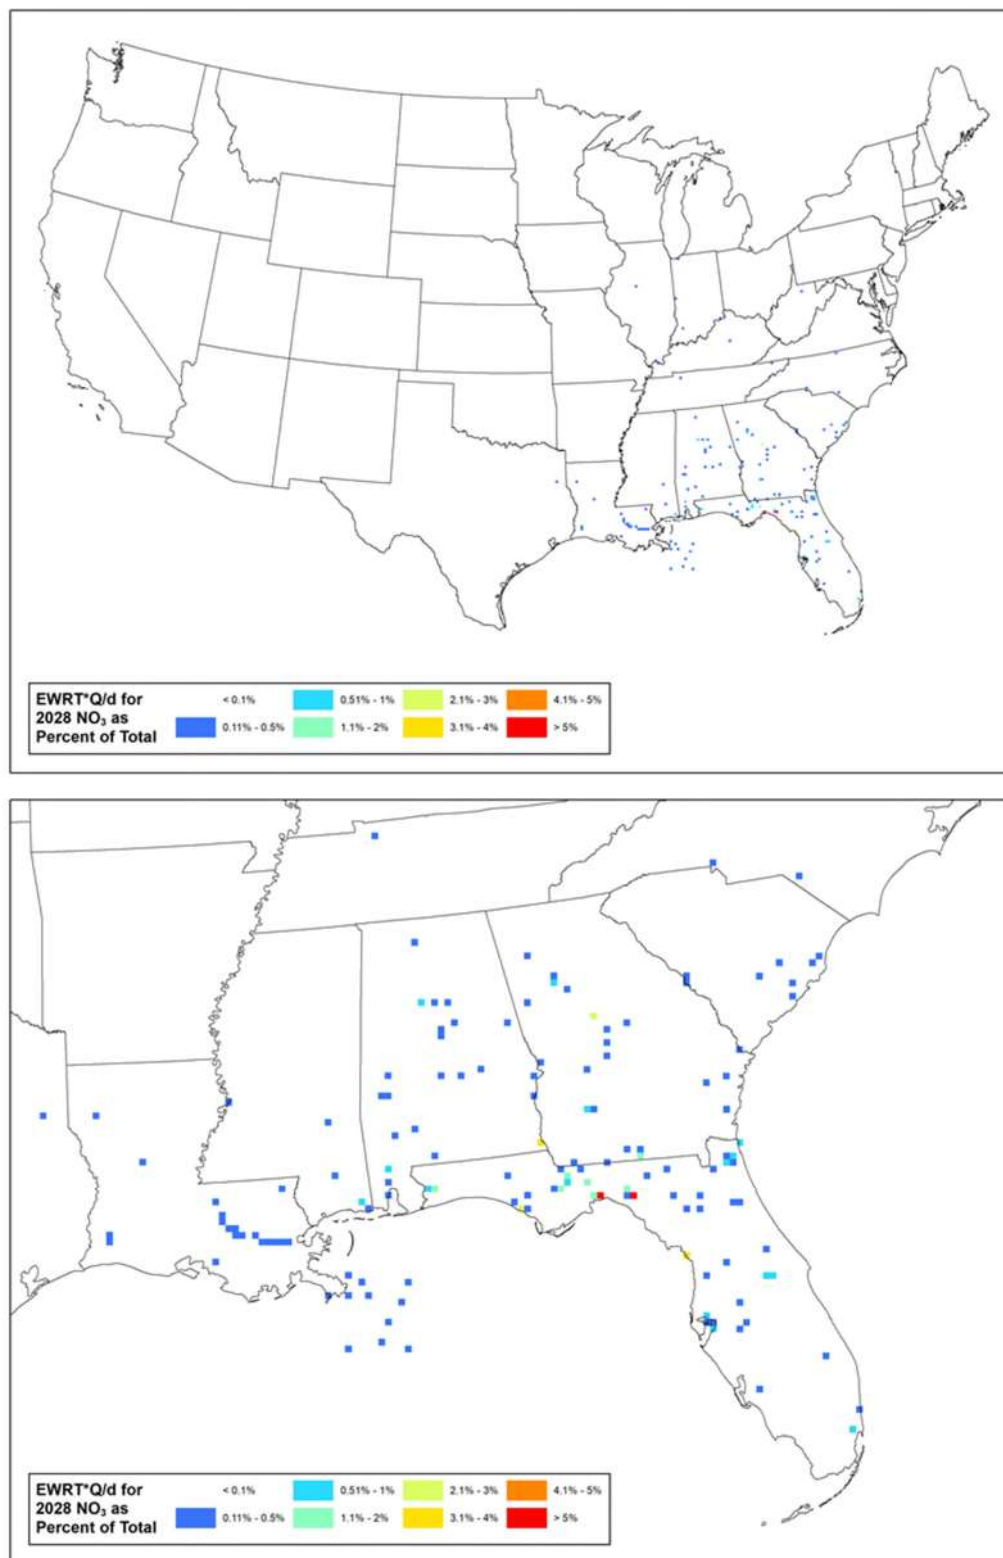 EWRT*Q/d for
2028 NO₃ as
Percent of Total
< 0.1%
0.51% - 1%
2.1% - 3%
4.1% - 5%
0.11% - 0.5%
1.1% - 2%
3.1% - 4%
> 5%
EWRT*Q/d for
2028 NO₃ as
Percent of Total
< 0.1%
0.51% - 1%
2.1% - 3%
4.1% - 5%
0.11% - 0.5%
1.1% - 2%
3.1% - 4%
> 5%